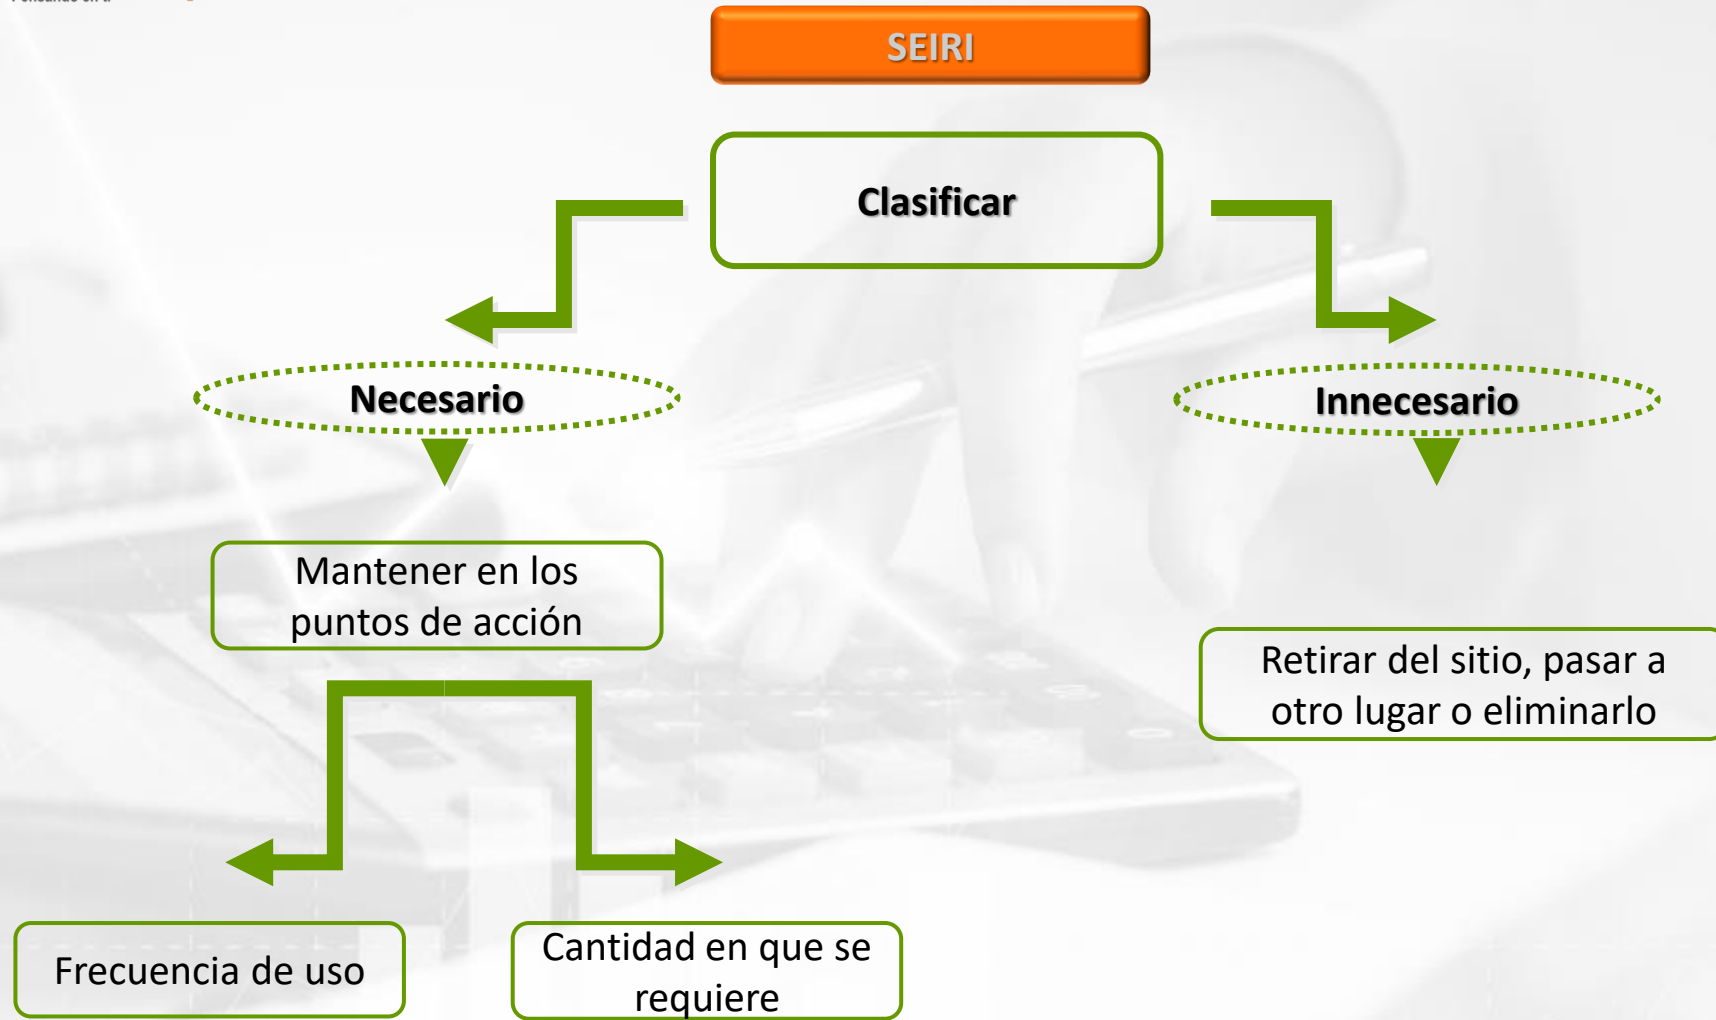 SEIRI
Clasificar
Necesario
Innecesario
Mantener en los
puntos de acción
Retirar del sitio, pasar a
otro lugar o eliminarlo
Frecuencia de uso
Cantidad en que se
requiere